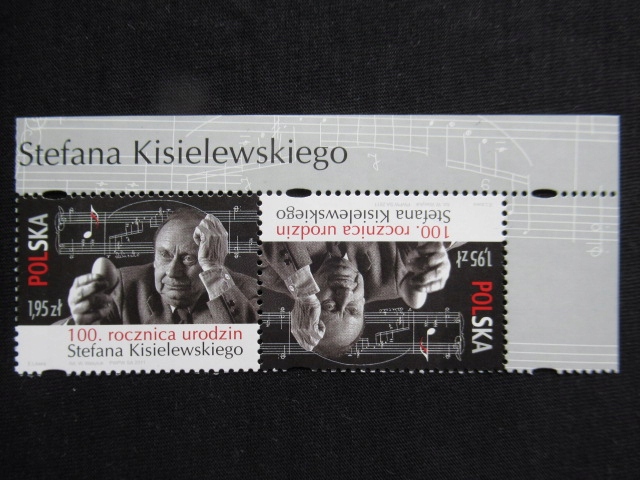 Stefana Kisielewskiego
POLSKA
1,95 zł
100. rocznica urodzin
Stefana Kisielewskiego
POLSKA
1,95 zł
100. rocznica urodzin
Stefana Kisielewskiego